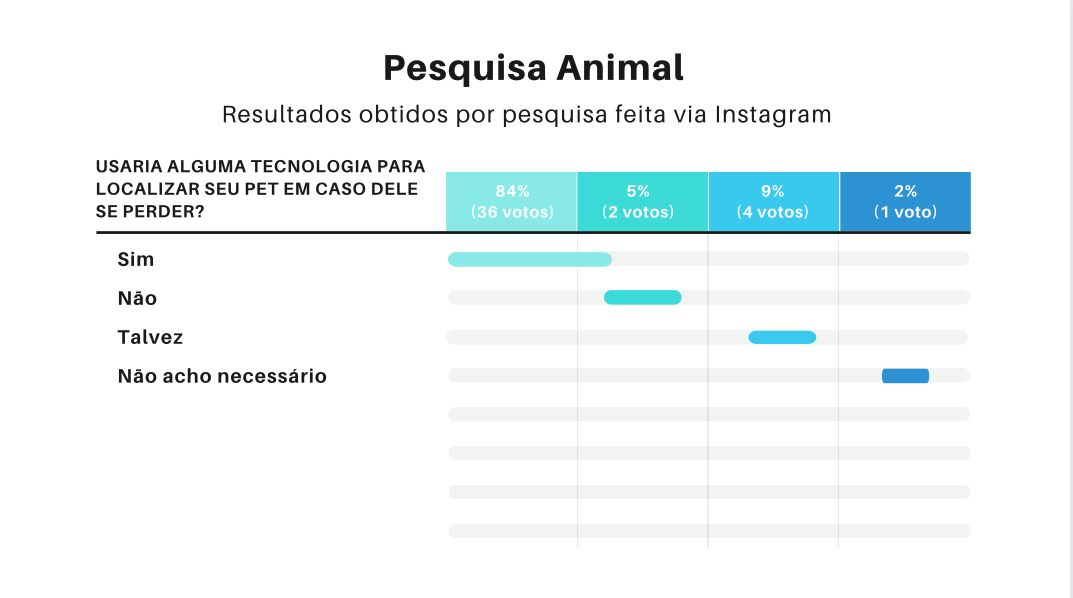 Pesquisa Animal
Resultados obtidos por pesquisa feita via Instagram
USARIA ALGUMA TECNOLOGIA PARA
LOCALIZAR SEU PET EM CASO DELE
SE PERDER?
84%
(36 votos)
5%
(2 votos)
9%
(4 votos)
2%
(1 voto)
Sim
Não
Talvez
Não acho necessário